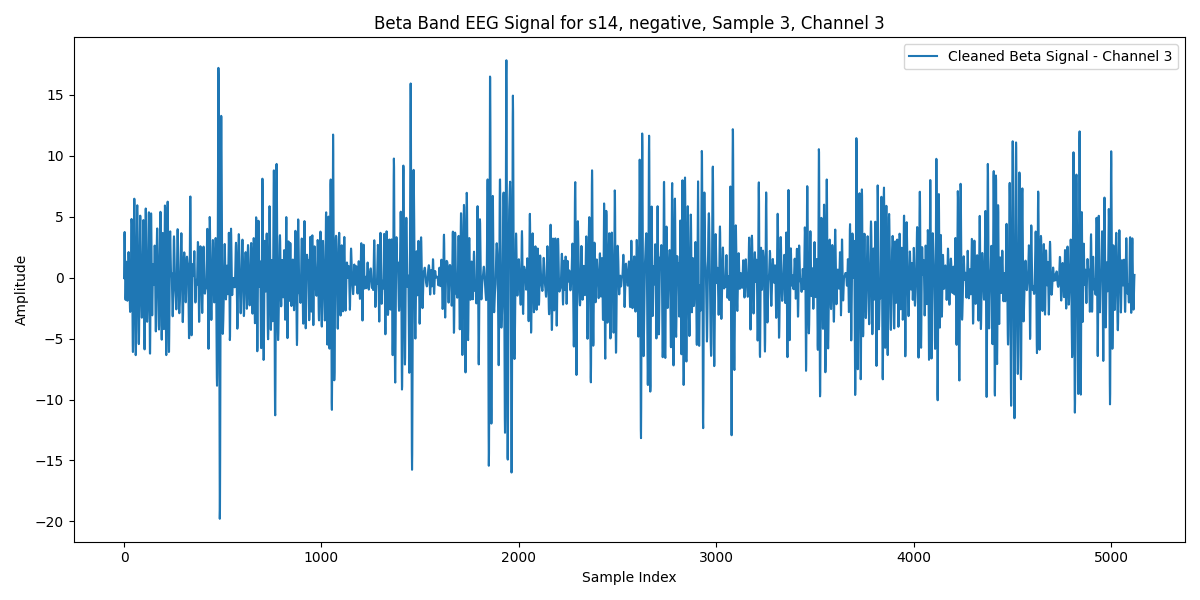 Beta Band EEG Signal for s14, negative, Sample 3, Channel 3
Cleaned Beta Signal - Channel 3
Amplitude
15
10
5
0
−5
−10
−15
−20
0 1000 2000 3000 4000 5000
Sample Index